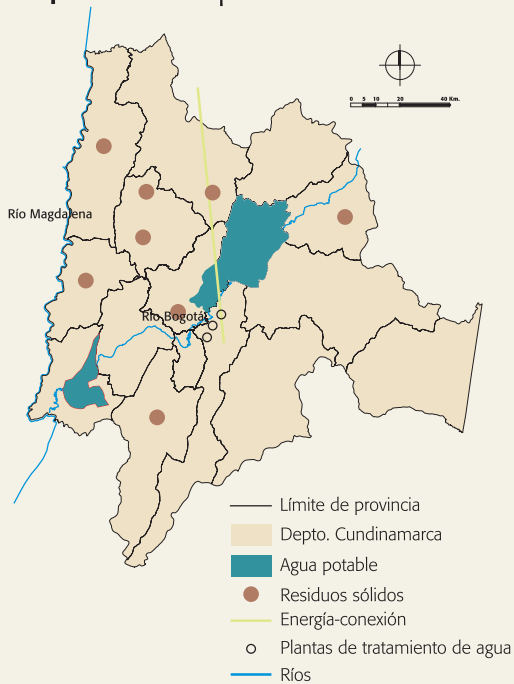 0 5 10 20 40 Km.
Río Magdalena
Río Bogotá
Límite de provincia
Depto. Cundinamarca
Agua potable
Residuos sólidos
Energía-conexión
Plantas de tratamiento de agua
Ríos